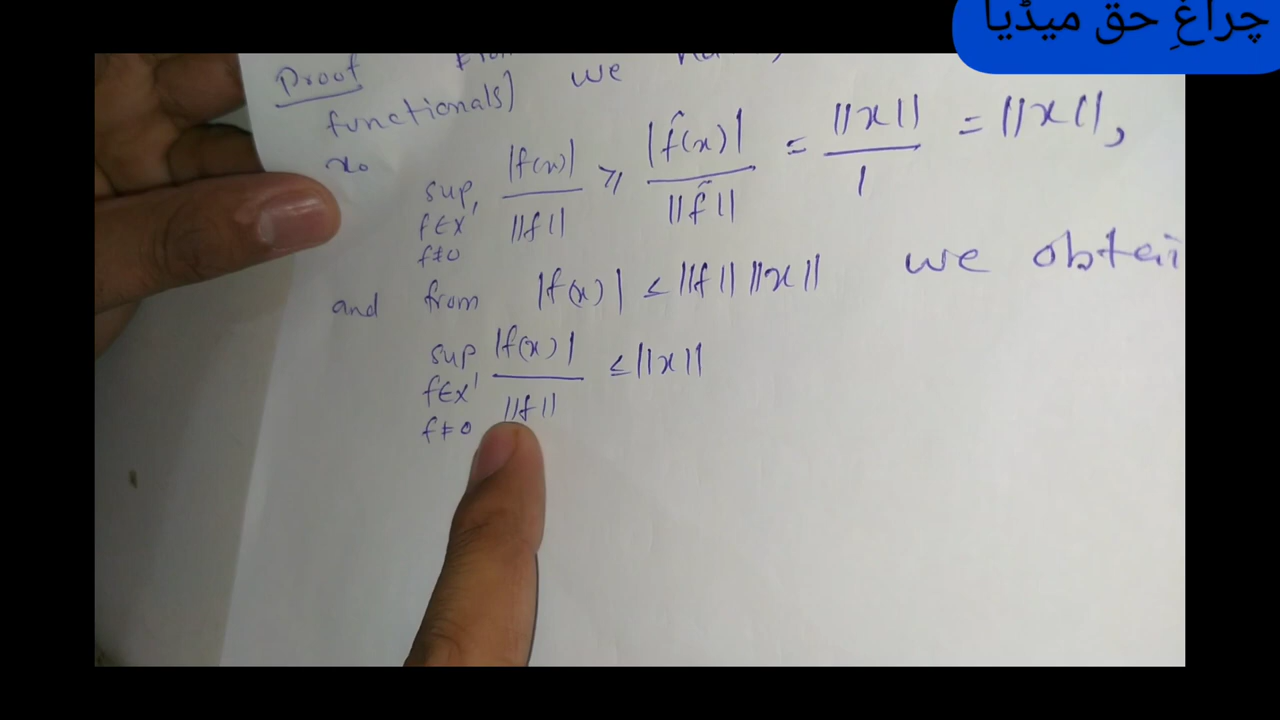 چراغِ حق میڈیا
Proof we
functionals] 
x₀
sup f∈X' f≠0 |f(x)| / ||f|| ≥ |f̃(x)| / ||f̃|| = ||x|| / 1 = ||x||,
and from |f(x)| ≤ ||f|| ||x|| we obtai
sup f∈X' f≠0 |f(x)| / ||f|| ≤ ||x||